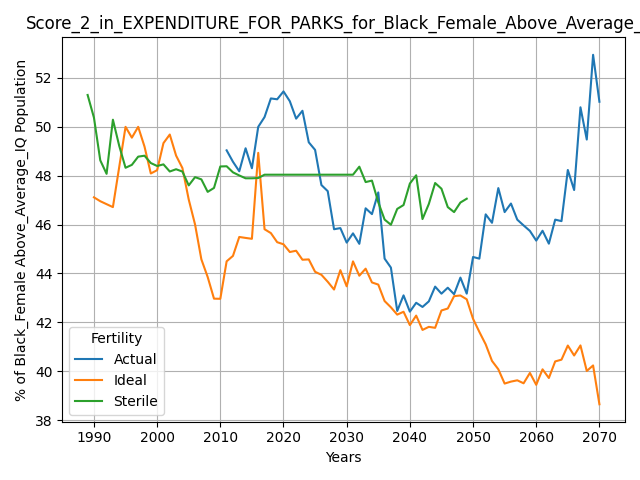 Score_2_in_EXPENDITURE_FOR_PARKS_for_Black_Female_Above_Average_
% of Black_Female Above_Average_IQ Population
52
50
48
46
44
42
40
38
Fertility
Actual
Ideal
Sterile
1990 2000 2010 2020 2030 2040 2050 2060 2070
Years